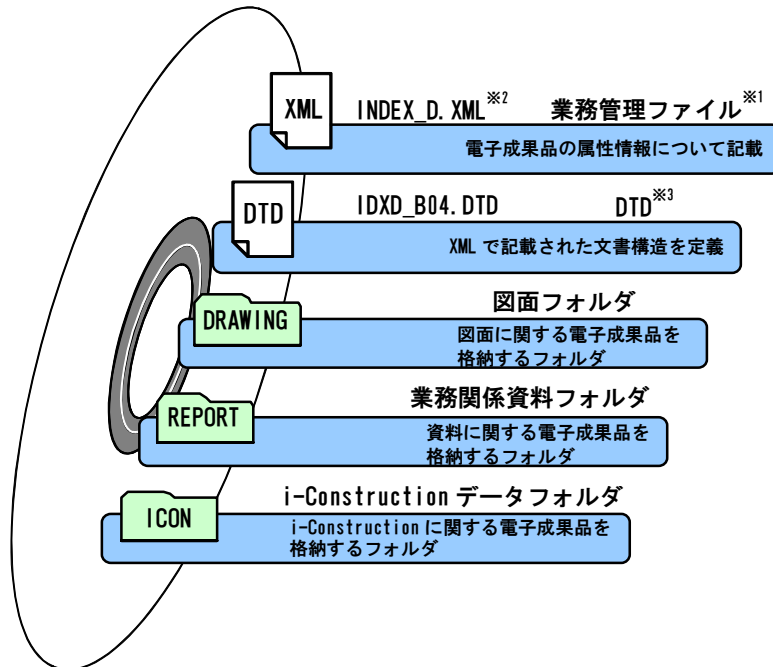 XML INDEX_D.XML※2 業務管理ファイル※1
電子成果品の属性情報について記載
DTD IDXD_B04.DTD DTD※3
XMLで記載された文書構造を定義
DRAWING 図面フォルダ
図面に関する電子成果品を
格納するフォルダ
REPORT 業務関係資料フォルダ
資料に関する電子成果品を
格納するフォルダ
ICON i-Constructionデータフォルダ
i-Constructionに関する電子成果品を
格納するフォルダ